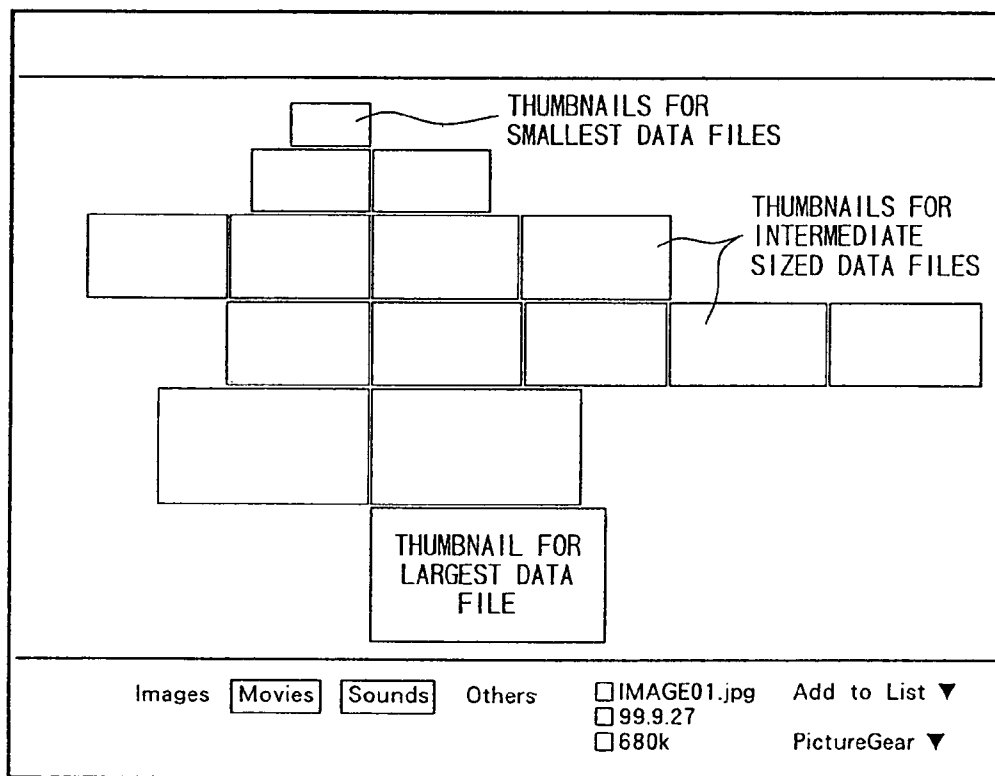 THUMBNAILS FOR
SMALLEST DATA FILES
THUMBNAILS FOR
INTERMEDIATE
SIZED DATA FILES
THUMBNAIL FOR
LARGEST DATA
FILE
Images Movies Sounds Others
IMAGE01.jpg Add to List ▼
99.9.27
680k PictureGear ▼